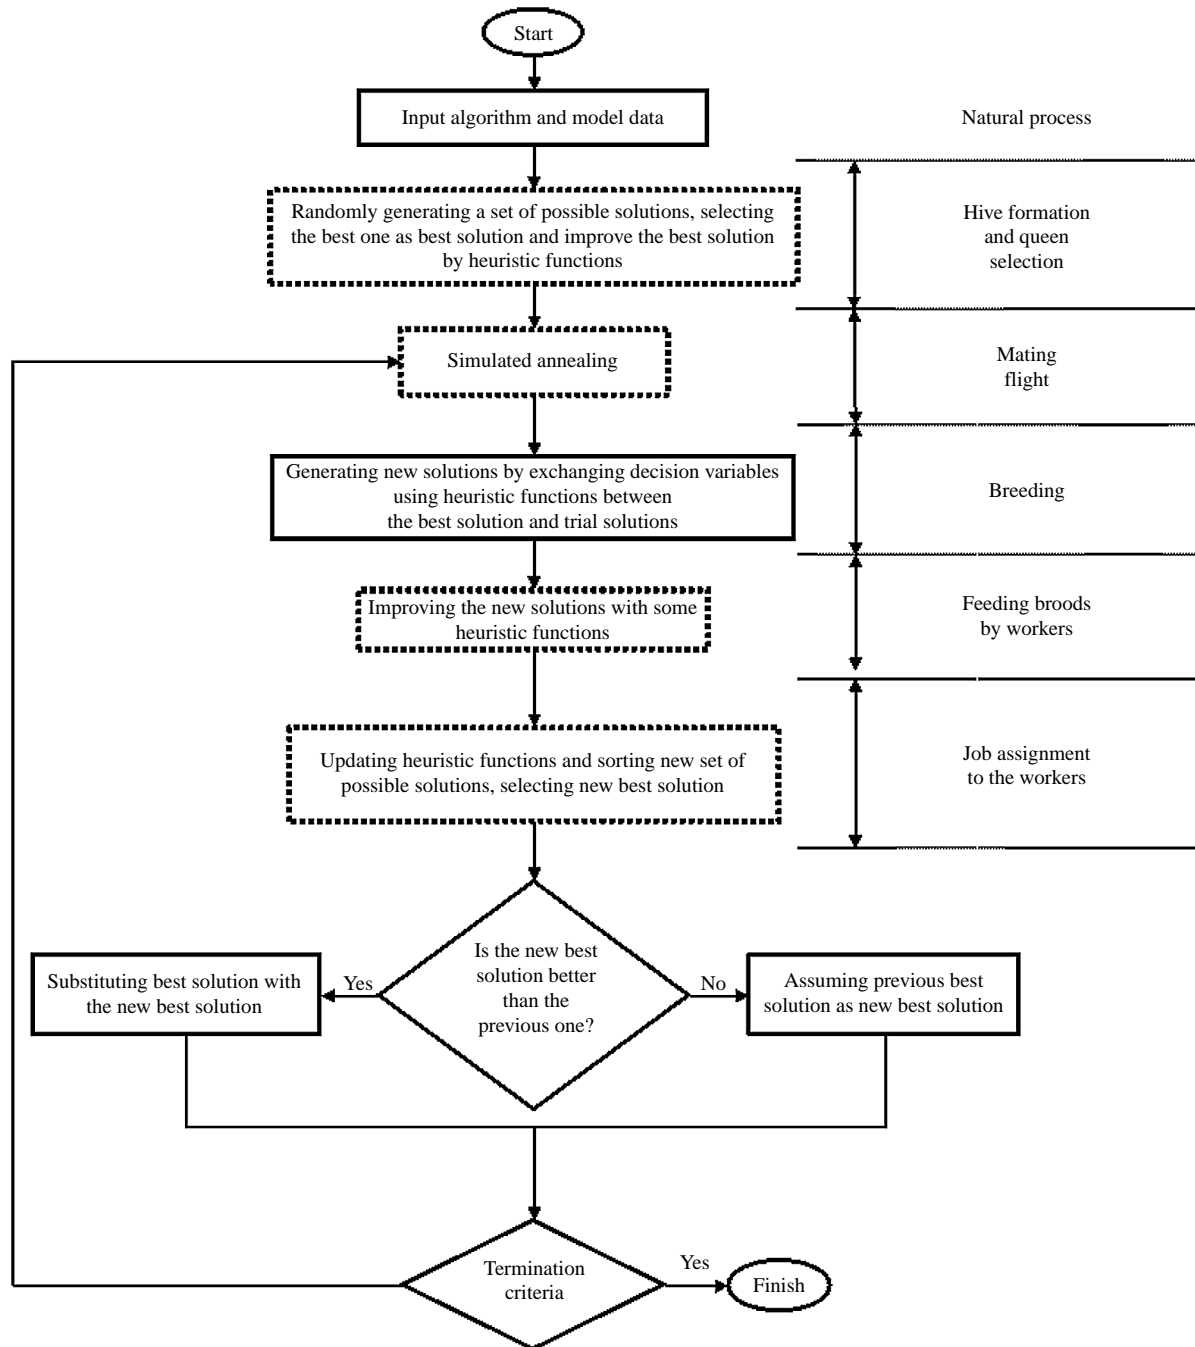 Start
Input algorithm and model data
Natural process
Randomly generating a set of possible solutions, selecting
the best one as best solution and improve the best solution
by heuristic functions
Hive formation
and queen
selection
Simulated annealing
Mating
flight
Generating new solutions by exchanging decision variables
using heuristic functions between
the best solution and trial solutions
Breeding
Improving the new solutions with some
heuristic functions
Feeding broods
by workers
Updating heuristic functions and sorting new set of
possible solutions, selecting new best solution
Job assignment
to the workers
Is the new best
solution better
than the
previous one?
Yes
No
Substituting best solution with
the new best solution
Assuming previous best
solution as new best solution
Termination
criteria
Yes
Finish